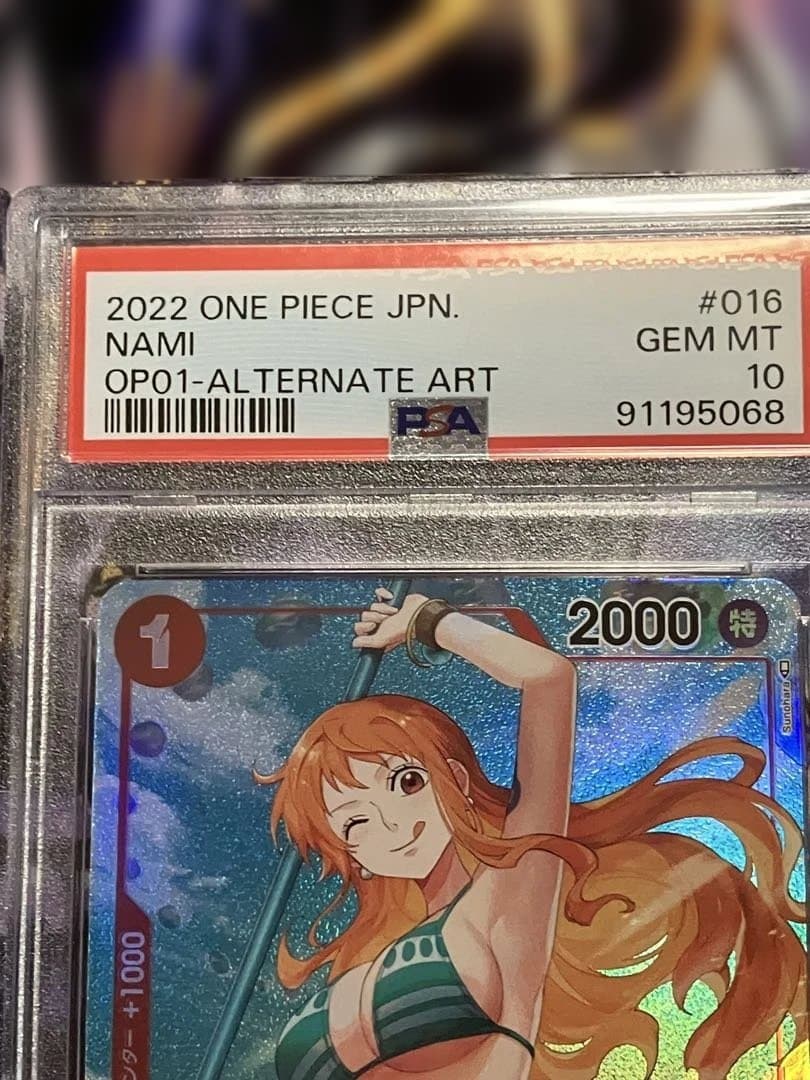 2022 ONE PIECE JPN.
#016
NAMI
GEM MT
OP01-ALTERNATE ART
10
PSA
91195068
1
2000
特
Sunohara
ンター +1000